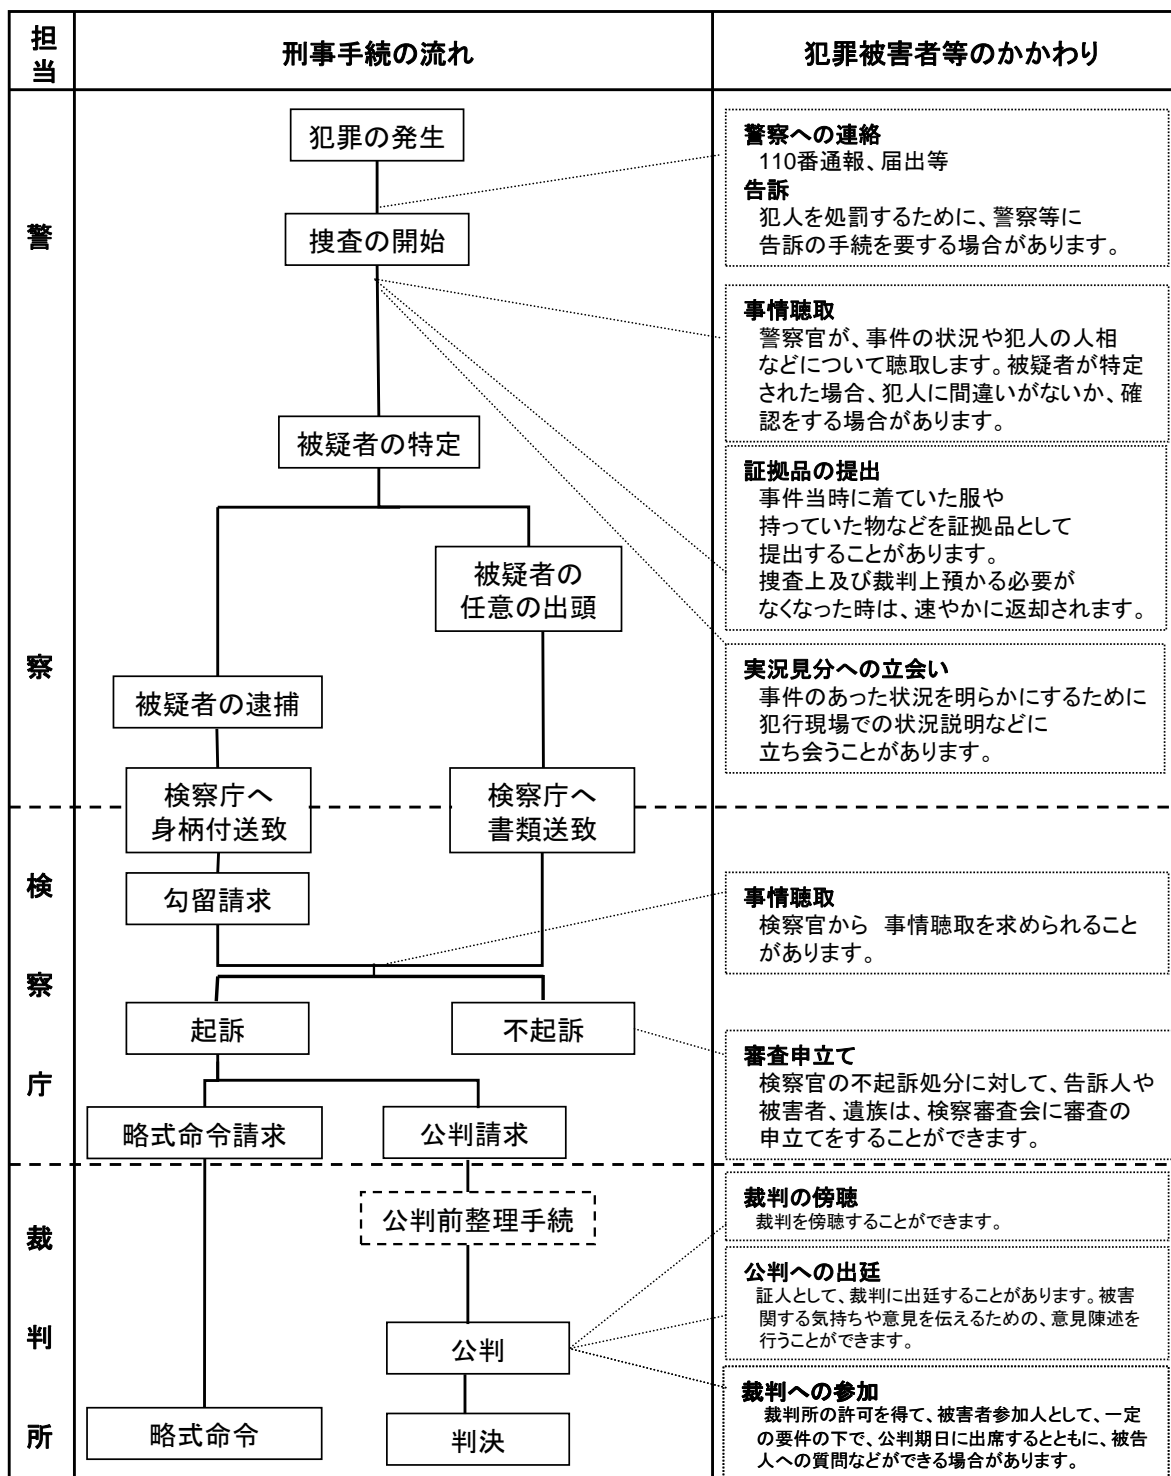 担
当
刑事手続の流れ
犯罪被害者等のかかわり
警
察
犯罪の発生
捜査の開始
被疑者の特定
被疑者の
任意の出頭
被疑者の逮捕
検察庁へ
身柄付送致
検察庁へ
書類送致
警察への連絡
110番通報、届出等
告訴
犯人を処罰するために、警察等に
告訴の手続を要する場合があります。
事情聴取
警察官が、事件の状況や犯人の人相
などについて聴取します。被疑者が特定
された場合、犯人に間違いがないか、確
認をする場合があります。
証拠品の提出
事件当時に着ていた服や
持っていた物などを証拠品として
提出することがあります。
捜査上及び裁判上預かる必要が
なくなった時は、速やかに返却されます。
実況見分への立会い
事件のあった状況を明らかにするために
犯行現場での状況説明などに
立ち会うことがあります。
検
察
庁
勾留請求
起訴
不起訴
略式命令請求
公判請求
事情聴取
検察官から 事情聴取を求められること
があります。
審査申立て
検察官の不起訴処分に対して、告訴人や
被害者、遺族は、検察審査会に審査の
申立てをすることができます。
裁
判
所
公判前整理手続
公判
略式命令
判決
裁判の傍聴
裁判を傍聴することができます。
公判への出廷
証人として、裁判に出廷することがあります。被害
関する気持ちや意見を伝えるための、意見陳述を
行うことができます。
裁判への参加
裁判所の許可を得て、被害者参加人として、一定
の要件の下で、公判期日に出席するとともに、被告
人への質問などができる場合があります。